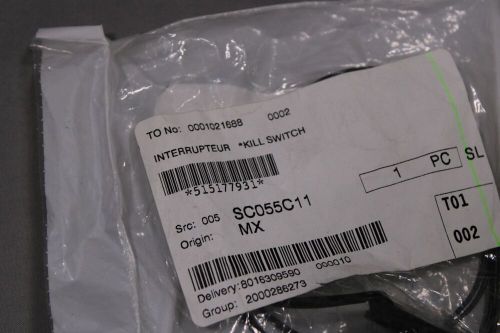 TO No: 0001021688 0002
INTERRUPTEUR *KILL SWITCH
*515177931*
1 PC SL
Src: 005 SC055C11
Origin: MX
T01
002
Delivery: 8016309590 000010
Group: 2000286273